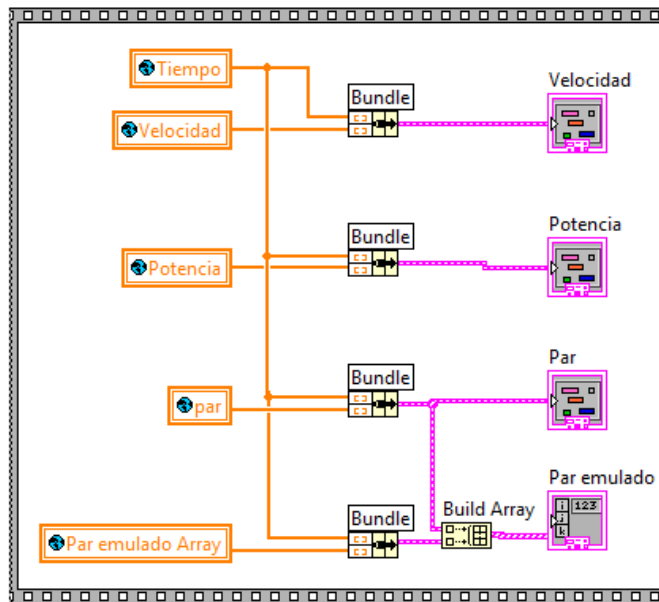 Tiempo
Velocidad
Bundle
Velocidad
Potencia
Bundle
Potencia
par
Bundle
Par
Par emulado Array
Bundle
Build Array
Par emulado
i
j
k
123